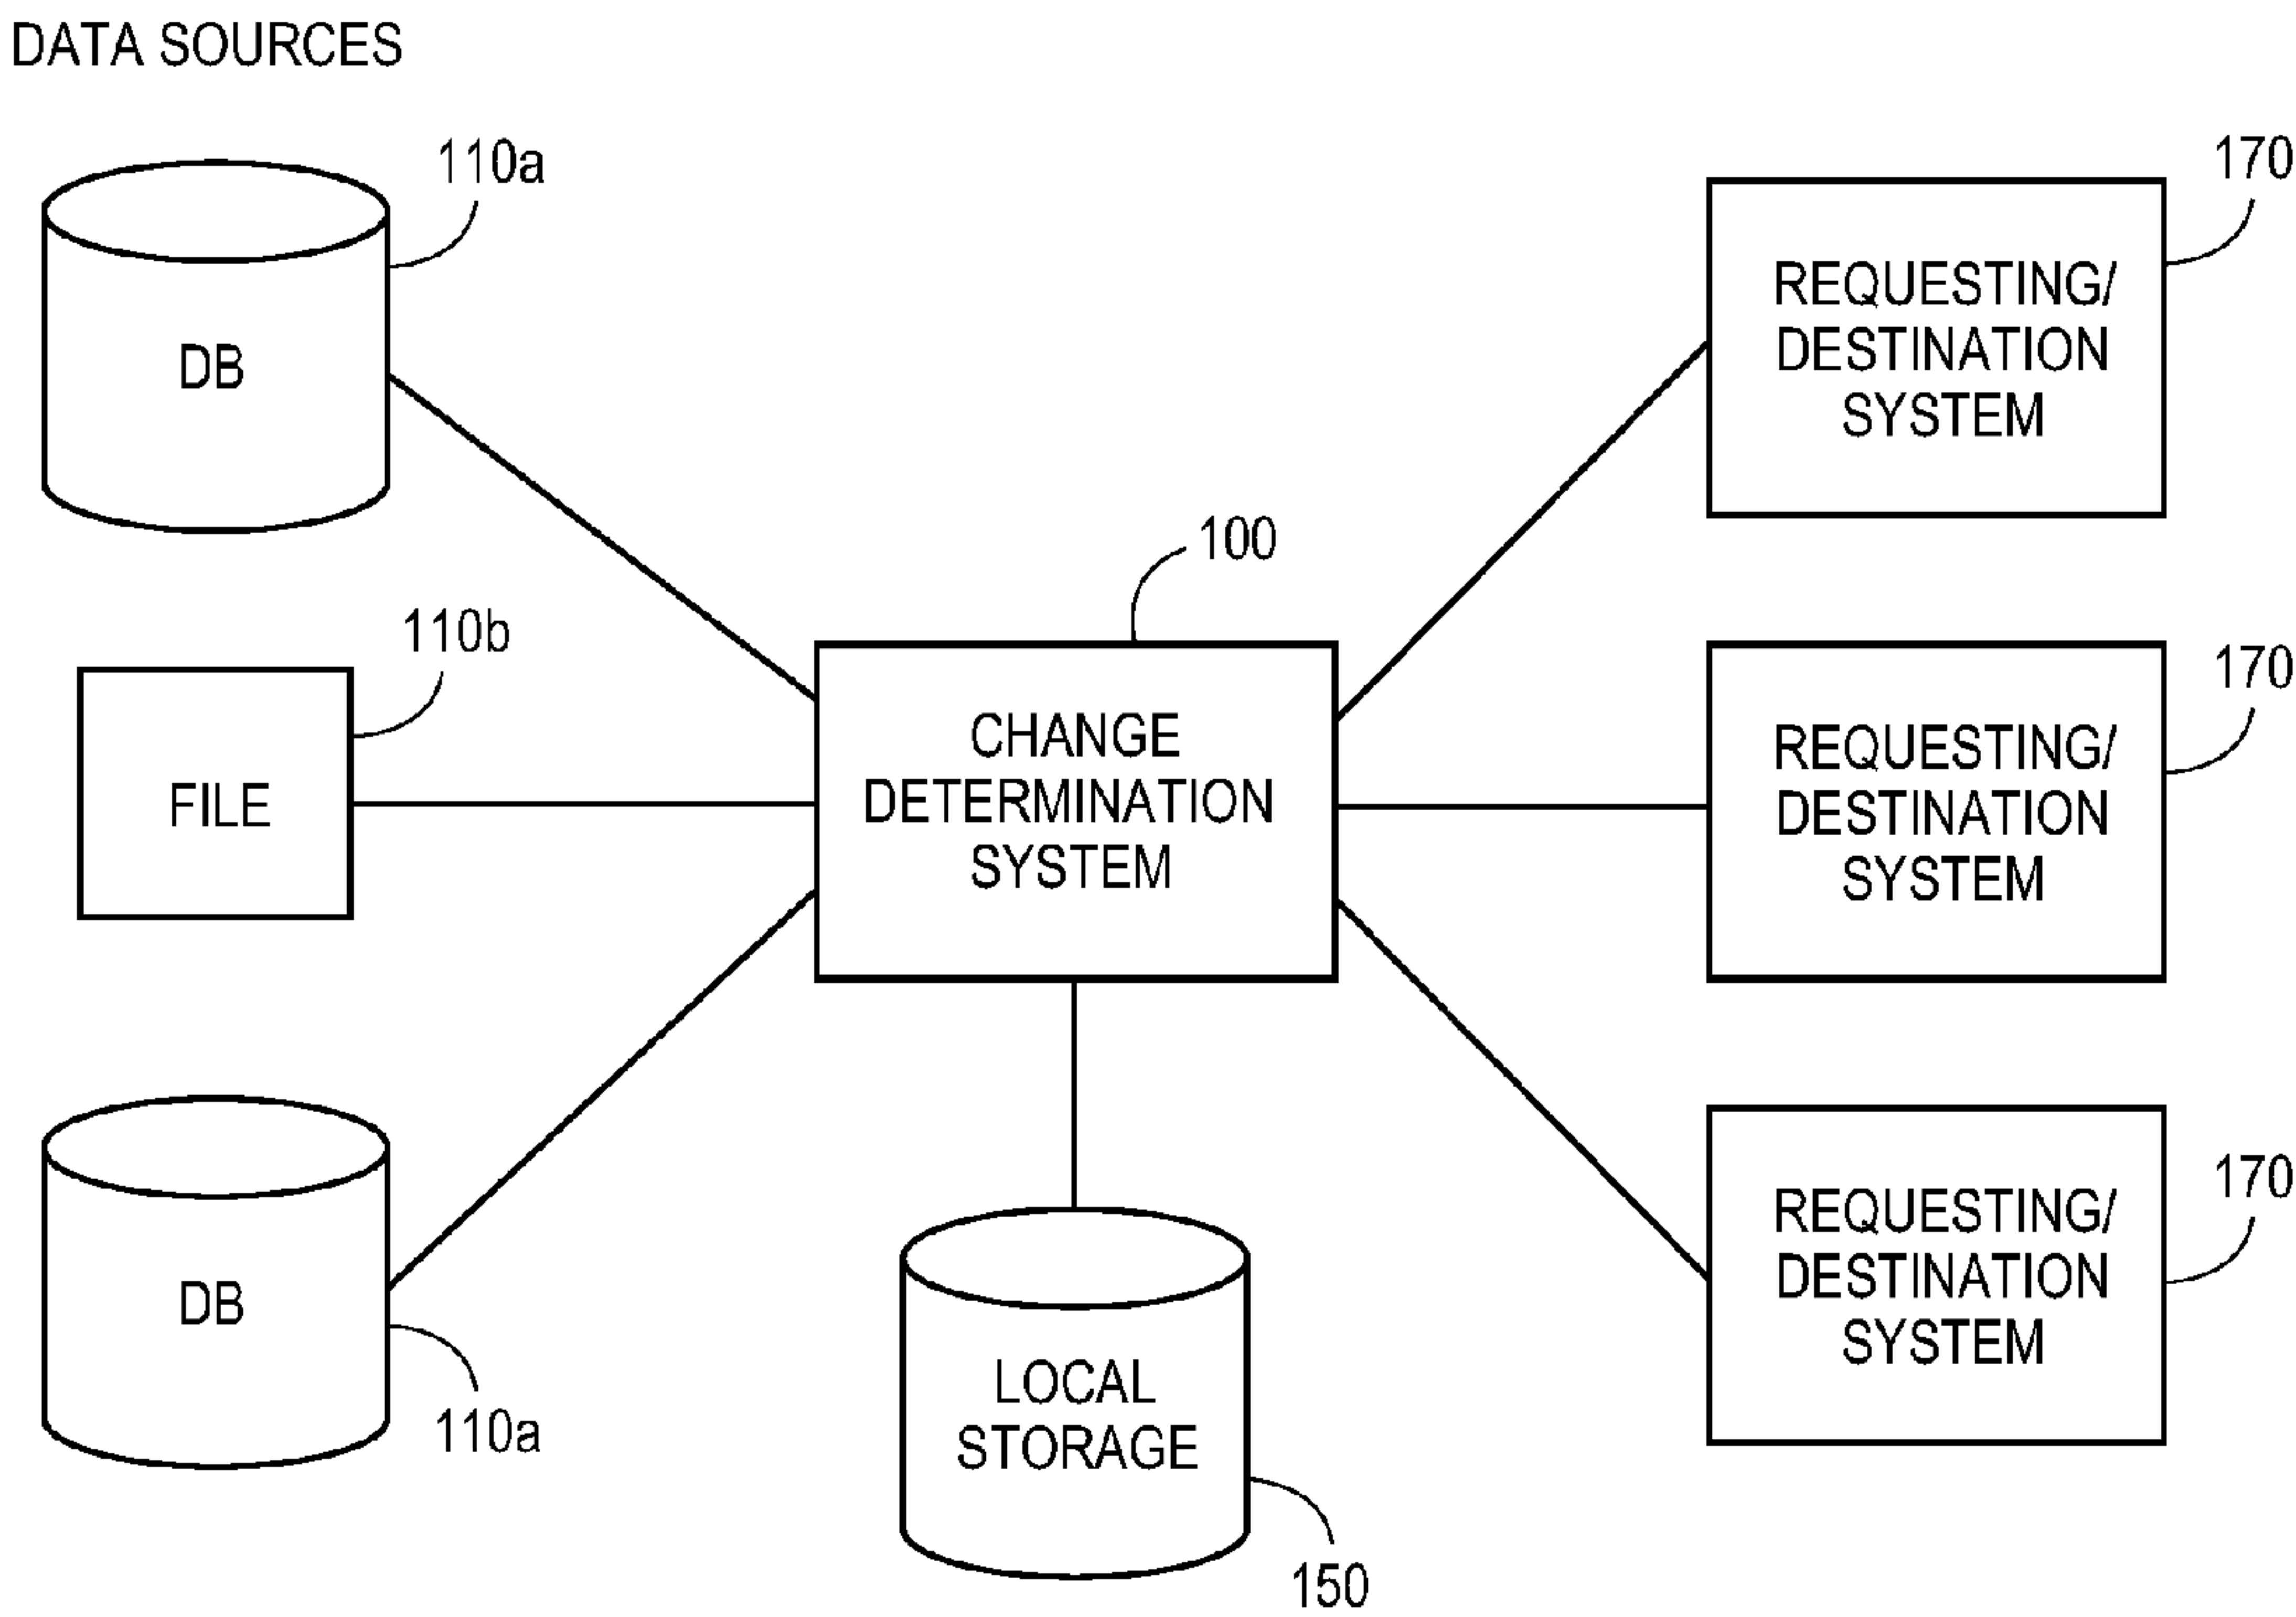 DATA SOURCES
110a
DB
110b
FILE
DB
110a
100
CHANGE
DETERMINATION
SYSTEM
LOCAL
STORAGE
150
170
REQUESTING/
DESTINATION
SYSTEM
170
REQUESTING/
DESTINATION
SYSTEM
170
REQUESTING/
DESTINATION
SYSTEM